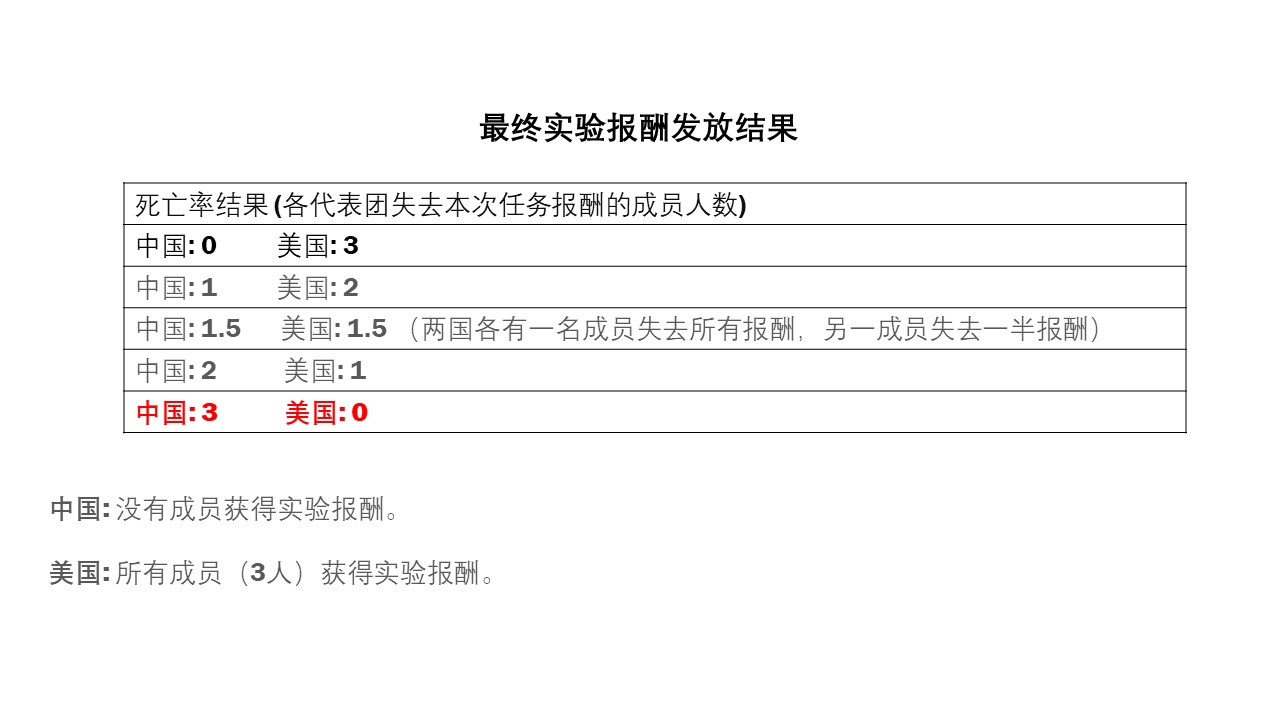 最终实验报酬发放结果
死亡率结果 (各代表团失去本次任务报酬的成员人数)
中国: 0 美国: 3
中国: 1 美国: 2
中国: 1.5 美国: 1.5 （两国各有一名成员失去所有报酬，另一成员失去一半报酬）
中国: 2 美国: 1
中国: 3 美国: 0
中国: 没有成员获得实验报酬。
美国: 所有成员（3人）获得实验报酬。